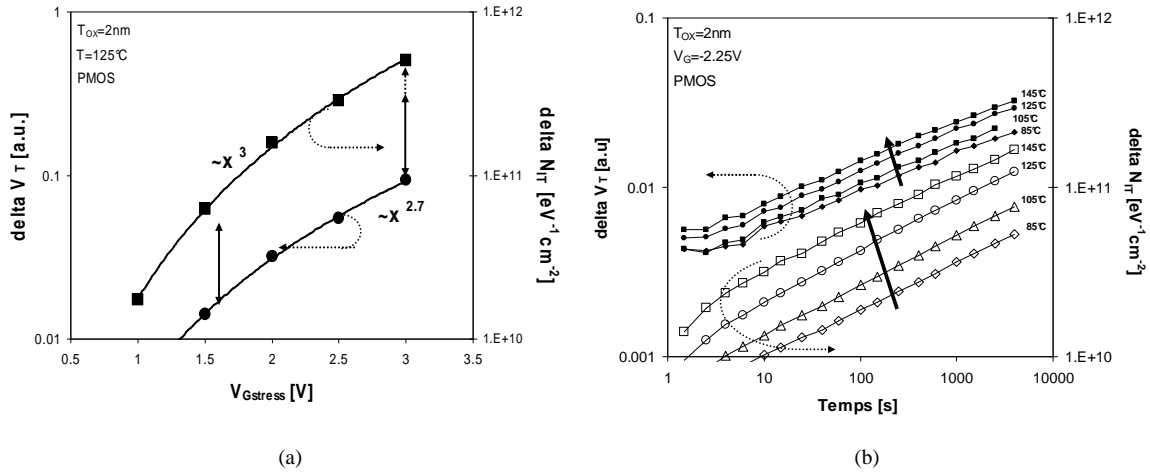 1
1.E+12
T_OX=2nm
T=125℃
PMOS
delta V_T [a.u.]
0.1
1.E+11
delta N_IT [eV^-1cm^-2]
~x^3
~x^2.7
0.01
1.E+10
0.5 1 1.5 2 2.5 3 3.5
V_Gstress [V]
(a)
0.1
1.E+12
T_OX=2nm
V_G=-2.25V
PMOS
delta V_T [a.u]
145℃
125℃
105℃
85℃
0.01
1.E+11
145℃
125℃
105℃
85℃
delta N_IT [eV^-1cm^-2]
0.001
1.E+10
1 10 100 1000 10000
Temps [s]
(b)